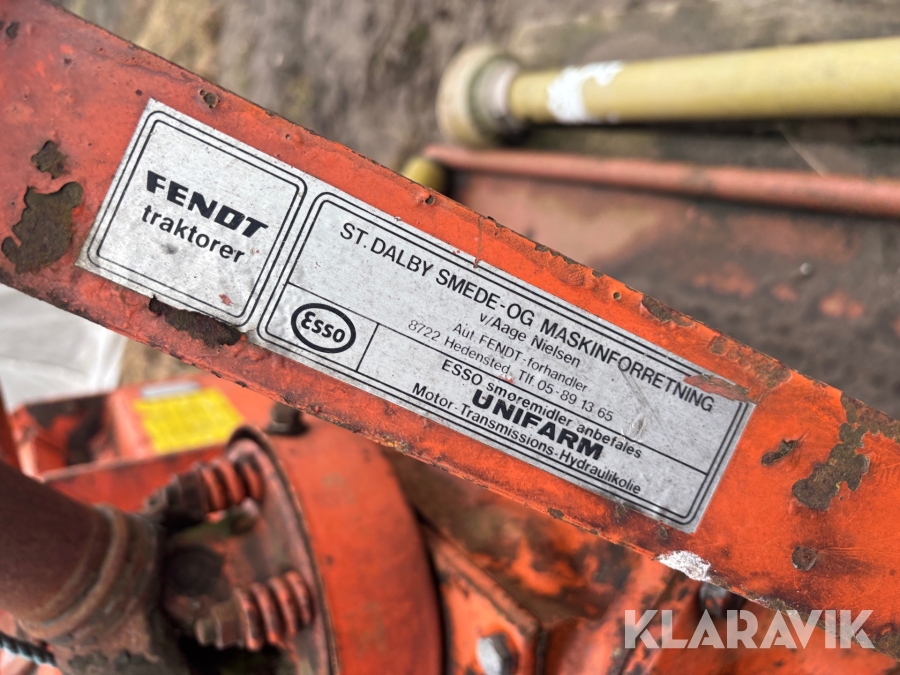 FENDT
traktorer
ST. DALBY SMEDE-OG MASKINFORRETNING
v/Aage Nielsen
Aut. FENDT-forhandler
8722 Hedensted. Tlf. 05-89 13 65
Esso
ESSO smøremidler anbefales
UNIFARM
Motor-Transmissions-Hydraulikolie
KLARAVIK